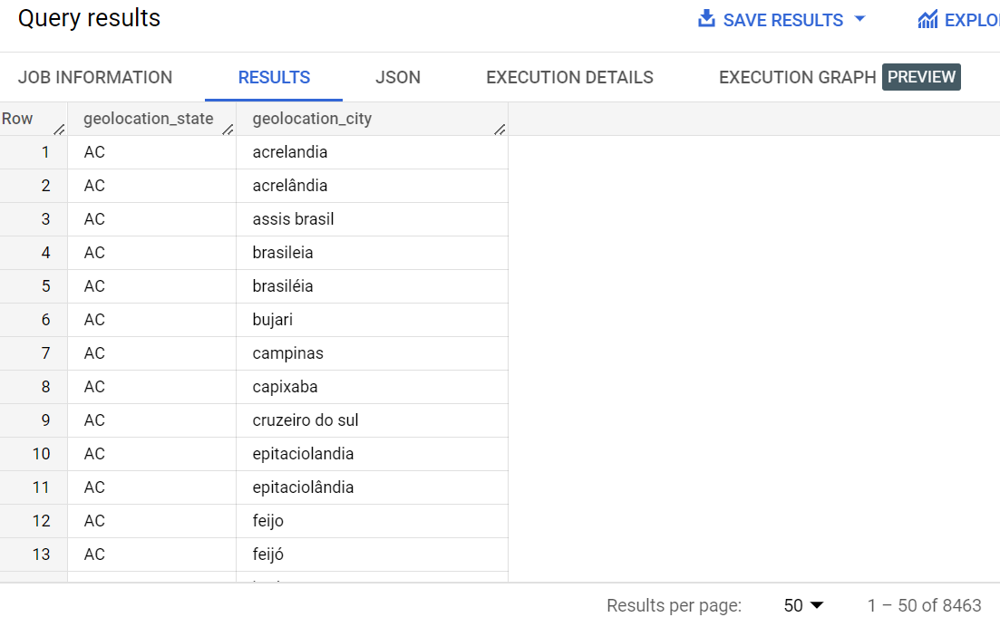 Query results SAVE RESULTS EXPLO
JOB INFORMATION RESULTS JSON EXECUTION DETAILS EXECUTION GRAPH PREVIEW
Row geolocation_state geolocation_city
1 AC acrelandia
2 AC acrelândia
3 AC assis brasil
4 AC brasileia
5 AC brasiléia
6 AC bujari
7 AC campinas
8 AC capixaba
9 AC cruzeiro do sul
10 AC epitaciolandia
11 AC epitaciolândia
12 AC feijo
13 AC feijó
Results per page: 50 1 – 50 of 8463